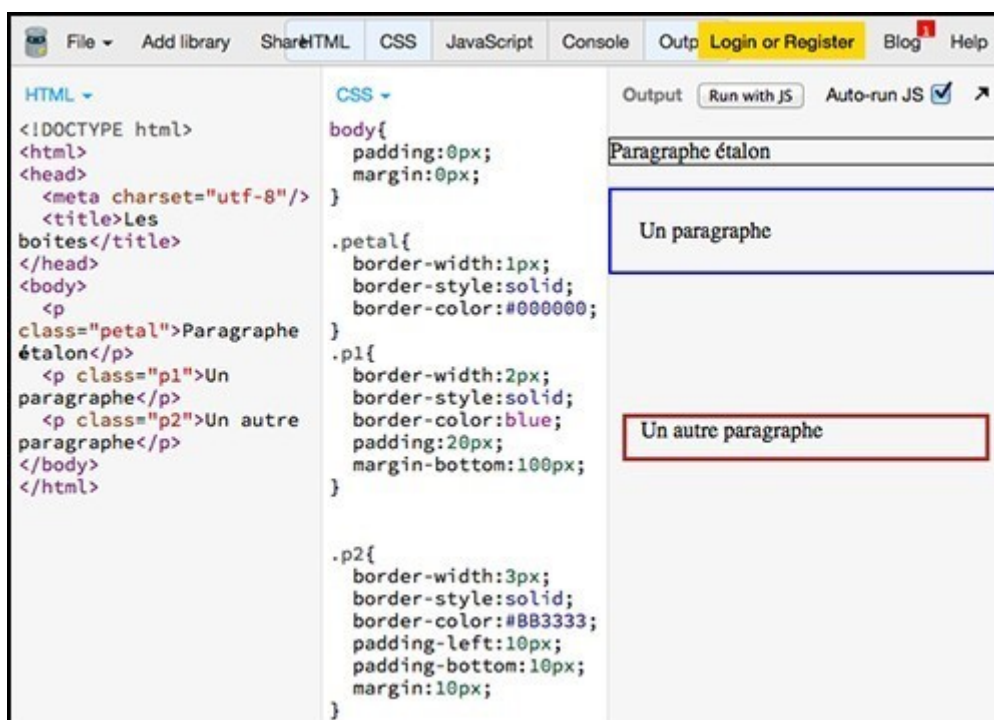 File Add library Share HTML CSS JavaScript Console Outp Login or Register Blog 1 Help
HTML
<!DOCTYPE html>
<html>
<head>
<meta charset="utf-8"/>
<title>Les
boites</title>
</head>
<body>
<p
class="petal">Paragraphe
étalon</p>
<p class="p1">Un
paragraphe</p>
<p class="p2">Un autre
paragraphe</p>
</body>
</html>
CSS
body{
padding:0px;
margin:0px;
}
.petal{
border-width:1px;
border-style:solid;
border-color:#000000;
}
.p1{
border-width:2px;
border-style:solid;
border-color:blue;
padding:20px;
margin-bottom:100px;
}
.p2{
border-width:3px;
border-style:solid;
border-color:#BB3333;
padding-left:10px;
padding-bottom:10px;
margin:10px;
}
Output Run with JS Auto-run JS
Paragraphe étalon
Un paragraphe
Un autre paragraphe